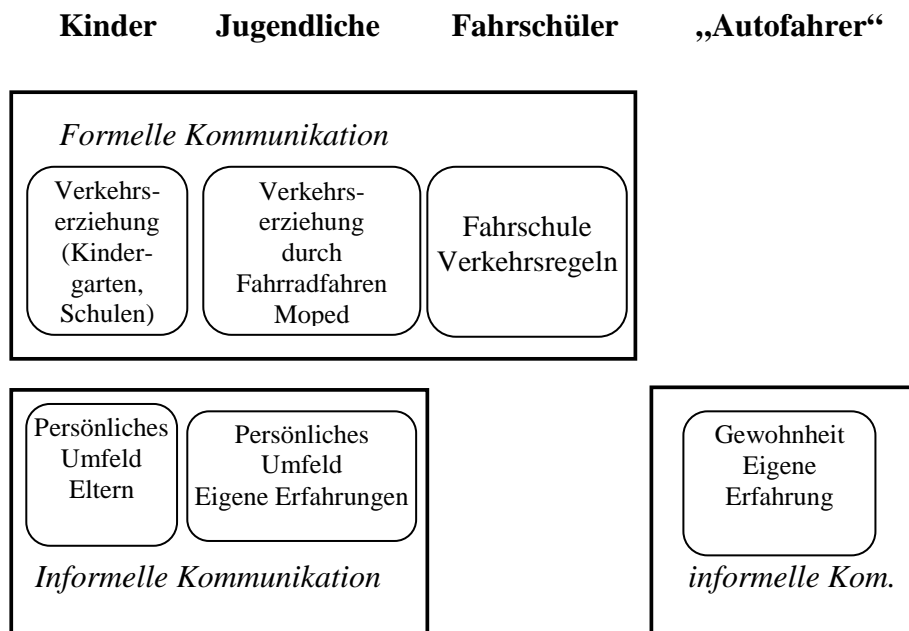 Kinder Jugendliche Fahrschüler „Autofahrer“
Formelle Kommunikation
Verkehrs-
erziehung
(Kinder-
garten,
Schulen)
Verkehrs-
erziehung
durch
Fahrradfahren
Moped
Fahrschule
Verkehrsregeln
Persönliches
Umfeld
Eltern
Persönliches
Umfeld
Eigene Erfahrungen
Informelle Kommunikation
Gewohnheit
Eigene
Erfahrung
informelle Kom.